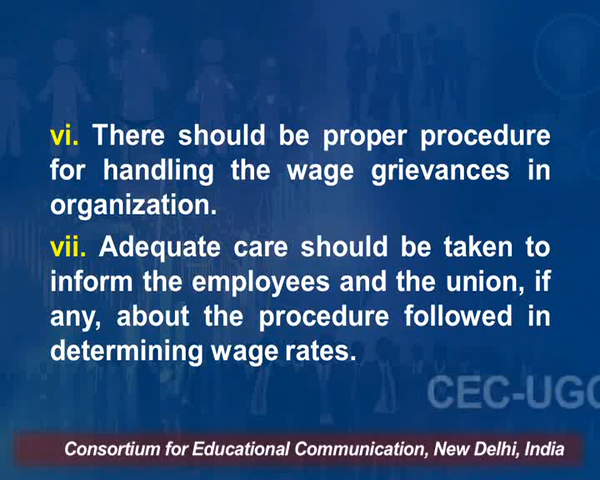 vi. There should be proper procedure
for handling the wage grievances in
organization.
vii. Adequate care should be taken to
inform the employees and the union, if
any, about the procedure followed in
determining wage rates.
CEC-UGC
Consortium for Educational Communication, New Delhi, India